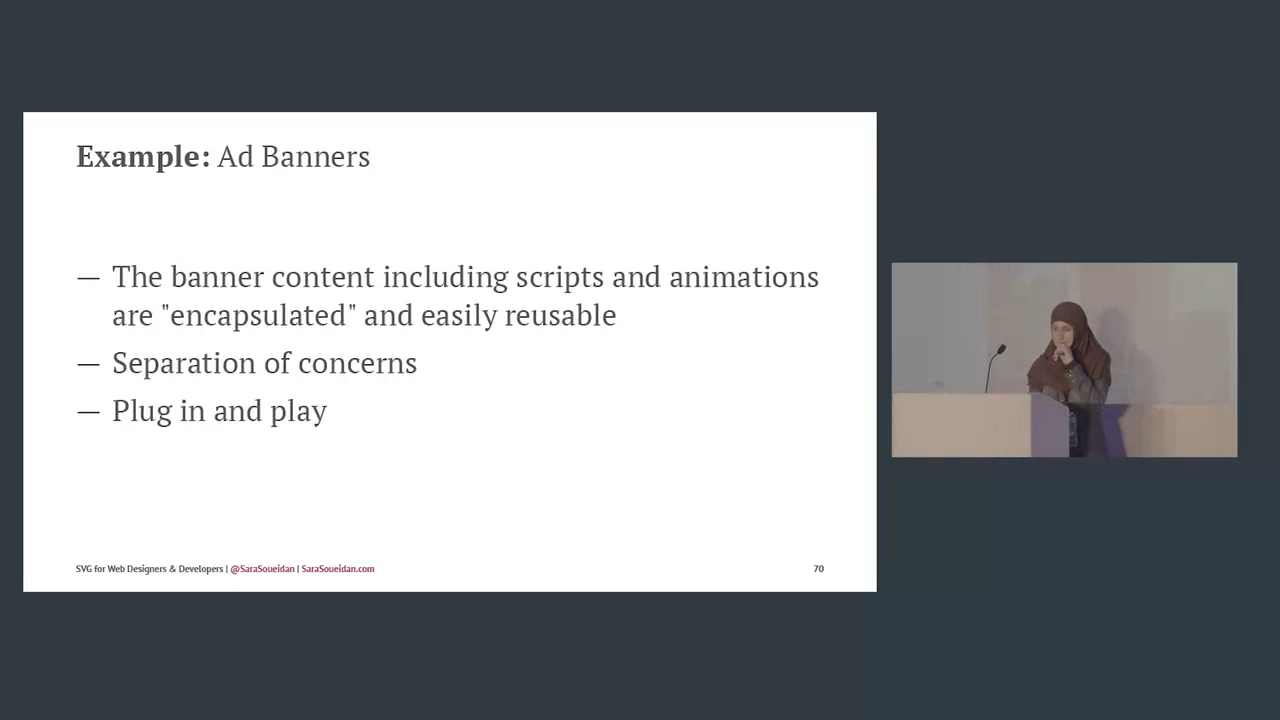 Example: Ad Banners
— The banner content including scripts and animations
are "encapsulated" and easily reusable
— Separation of concerns
— Plug in and play
SVG for Web Designers & Developers | @SaraSoueidan | SaraSoueidan.com
70